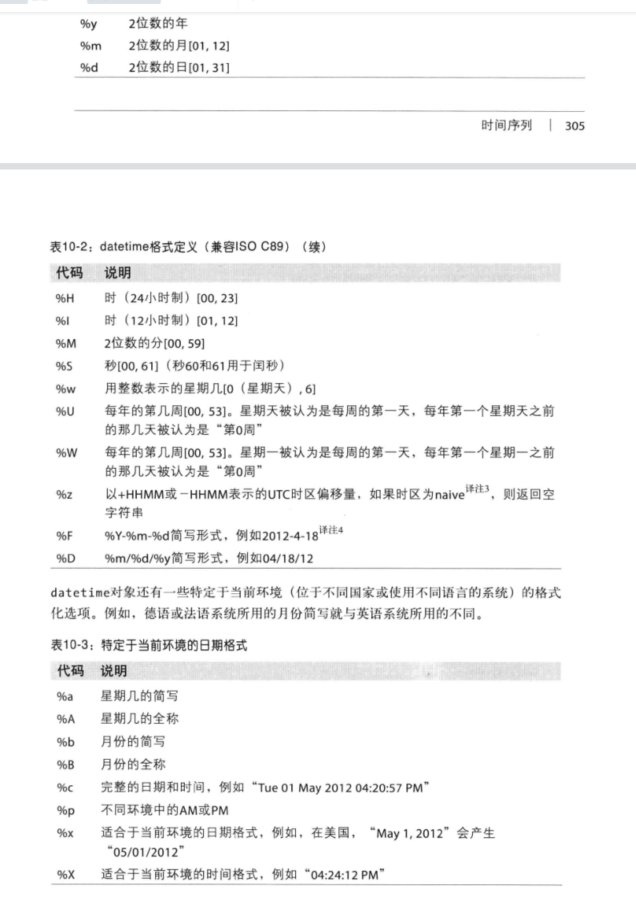 %y 2位数的年
%m 2位数的月[01, 12]
%d 2位数的日[01, 31]
时间序列 | 305
表10-2：datetime格式定义（兼容ISO C89）（续）
代码 说明
%H 时（24小时制）[00, 23]
%I 时（12小时制）[01, 12]
%M 2位数的分[00, 59]
%S 秒[00, 61]（秒60和61用于闰秒）
%w 用整数表示的星期几[0（星期天）, 6]
%U 每年的第几周[00, 53]。星期天被认为是每周的第一天，每年第一个星期天之前
的那几天被认为是“第0周”
%W 每年的第几周[00, 53]。星期一被认为是每周的第一天，每年第一个星期一之前
的那几天被认为是“第0周”
%z 以+HHMM或－HHMM表示的UTC时区偏移量，如果时区为naive译注3，则返回空
字符串
%F %Y-%m-%d简写形式，例如2012-4-18译注4
%D %m/%d/%y简写形式，例如04/18/12
datetime对象还有一些特定于当前环境（位于不同国家或使用不同语言的系统）的格式
化选项。例如，德语或法语系统所用的月份简写就与英语系统所用的不同。
表10-3：特定于当前环境的日期格式
代码 说明
%a 星期几的简写
%A 星期几的全称
%b 月份的简写
%B 月份的全称
%c 完整的日期和时间，例如“Tue 01 May 2012 04:20:57 PM”
%p 不同环境中的AM或PM
%x 适合于当前环境的日期格式，例如，在美国，“May 1, 2012”会产生
“05/01/2012”
%X 适合于当前环境的时间格式，例如“04:24:12 PM”